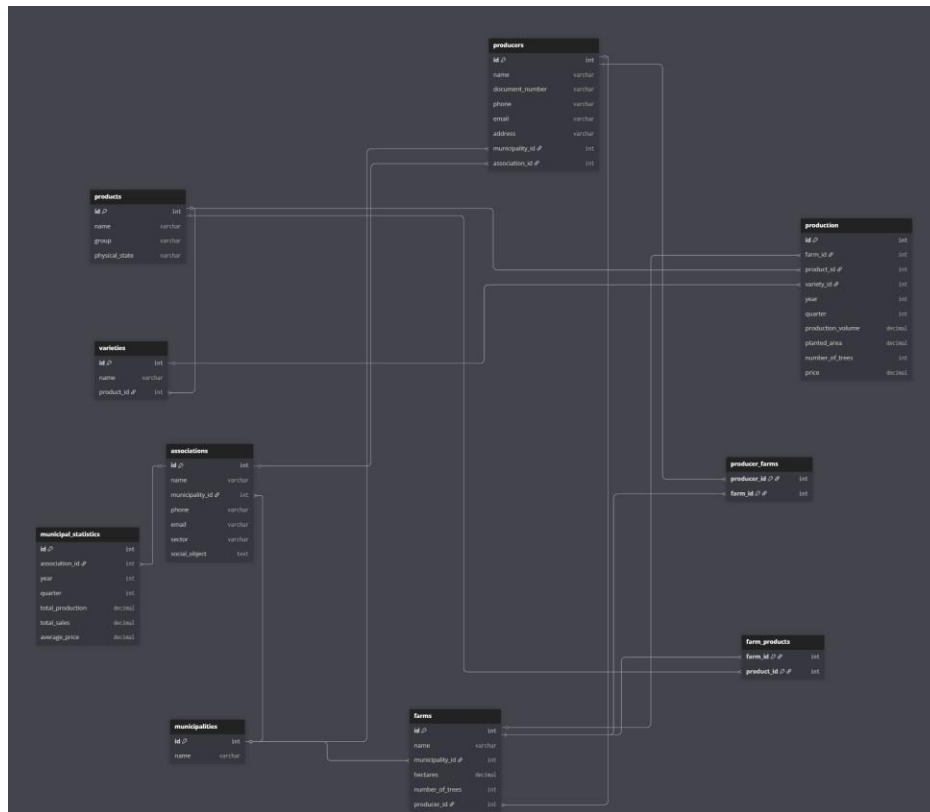 producers
id int
name varchar
document_number varchar
phone varchar
email varchar
address varchar
municipality_id int
association_id int
products
id int
name varchar
group varchar
physical_state varchar
production
id int
farm_id int
product_id int
variety_id int
year int
quarter int
production_volume decimal
planted_area decimal
number_of_trees int
price decimal
varieties
id int
name varchar
product_id int
associations
id int
name varchar
municipality_id int
phone varchar
email varchar
sector varchar
social_object text
producer_farms
producer_id int
farm_id int
municipal_statistics
id int
association_id int
year int
quarter int
total_production decimal
total_sales decimal
average_price decimal
farm_products
farm_id int
product_id int
municipalities
id int
name varchar
farms
id int
name varchar
municipality_id int
hectares decimal
number_of_trees int
producer_id int